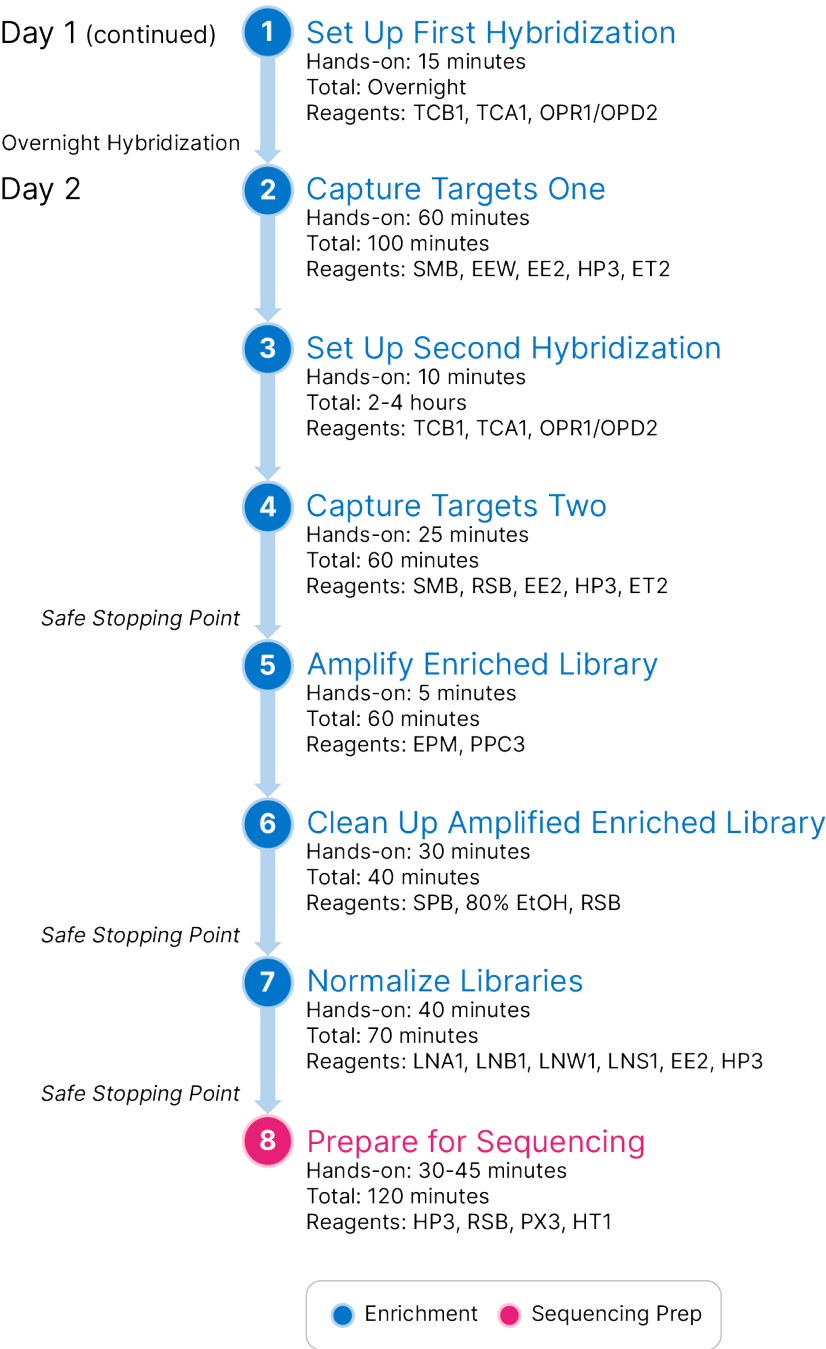 Day 1 (continued)
1
Set Up First Hybridization
Hands-on: 15 minutes
Total: Overnight
Reagents: TCB1, TCA1, OPR1/OPD2
Overnight Hybridization
Day 2
2
Capture Targets One
Hands-on: 60 minutes
Total: 100 minutes
Reagents: SMB, EEW, EE2, HP3, ET2
3
Set Up Second Hybridization
Hands-on: 10 minutes
Total: 2-4 hours
Reagents: TCB1, TCA1, OPR1/OPD2
4
Capture Targets Two
Hands-on: 25 minutes
Total: 60 minutes
Reagents: SMB, RSB, EE2, HP3, ET2
Safe Stopping Point
5
Amplify Enriched Library
Hands-on: 5 minutes
Total: 60 minutes
Reagents: EPM, PPC3
6
Clean Up Amplified Enriched Library
Hands-on: 30 minutes
Total: 40 minutes
Reagents: SPB, 80% EtOH, RSB
Safe Stopping Point
7
Normalize Libraries
Hands-on: 40 minutes
Total: 70 minutes
Reagents: LNA1, LNB1, LNW1, LNS1, EE2, HP3
Safe Stopping Point
8
Prepare for Sequencing
Hands-on: 30-45 minutes
Total: 120 minutes
Reagents: HP3, RSB, PX3, HT1
Enrichment
Sequencing Prep